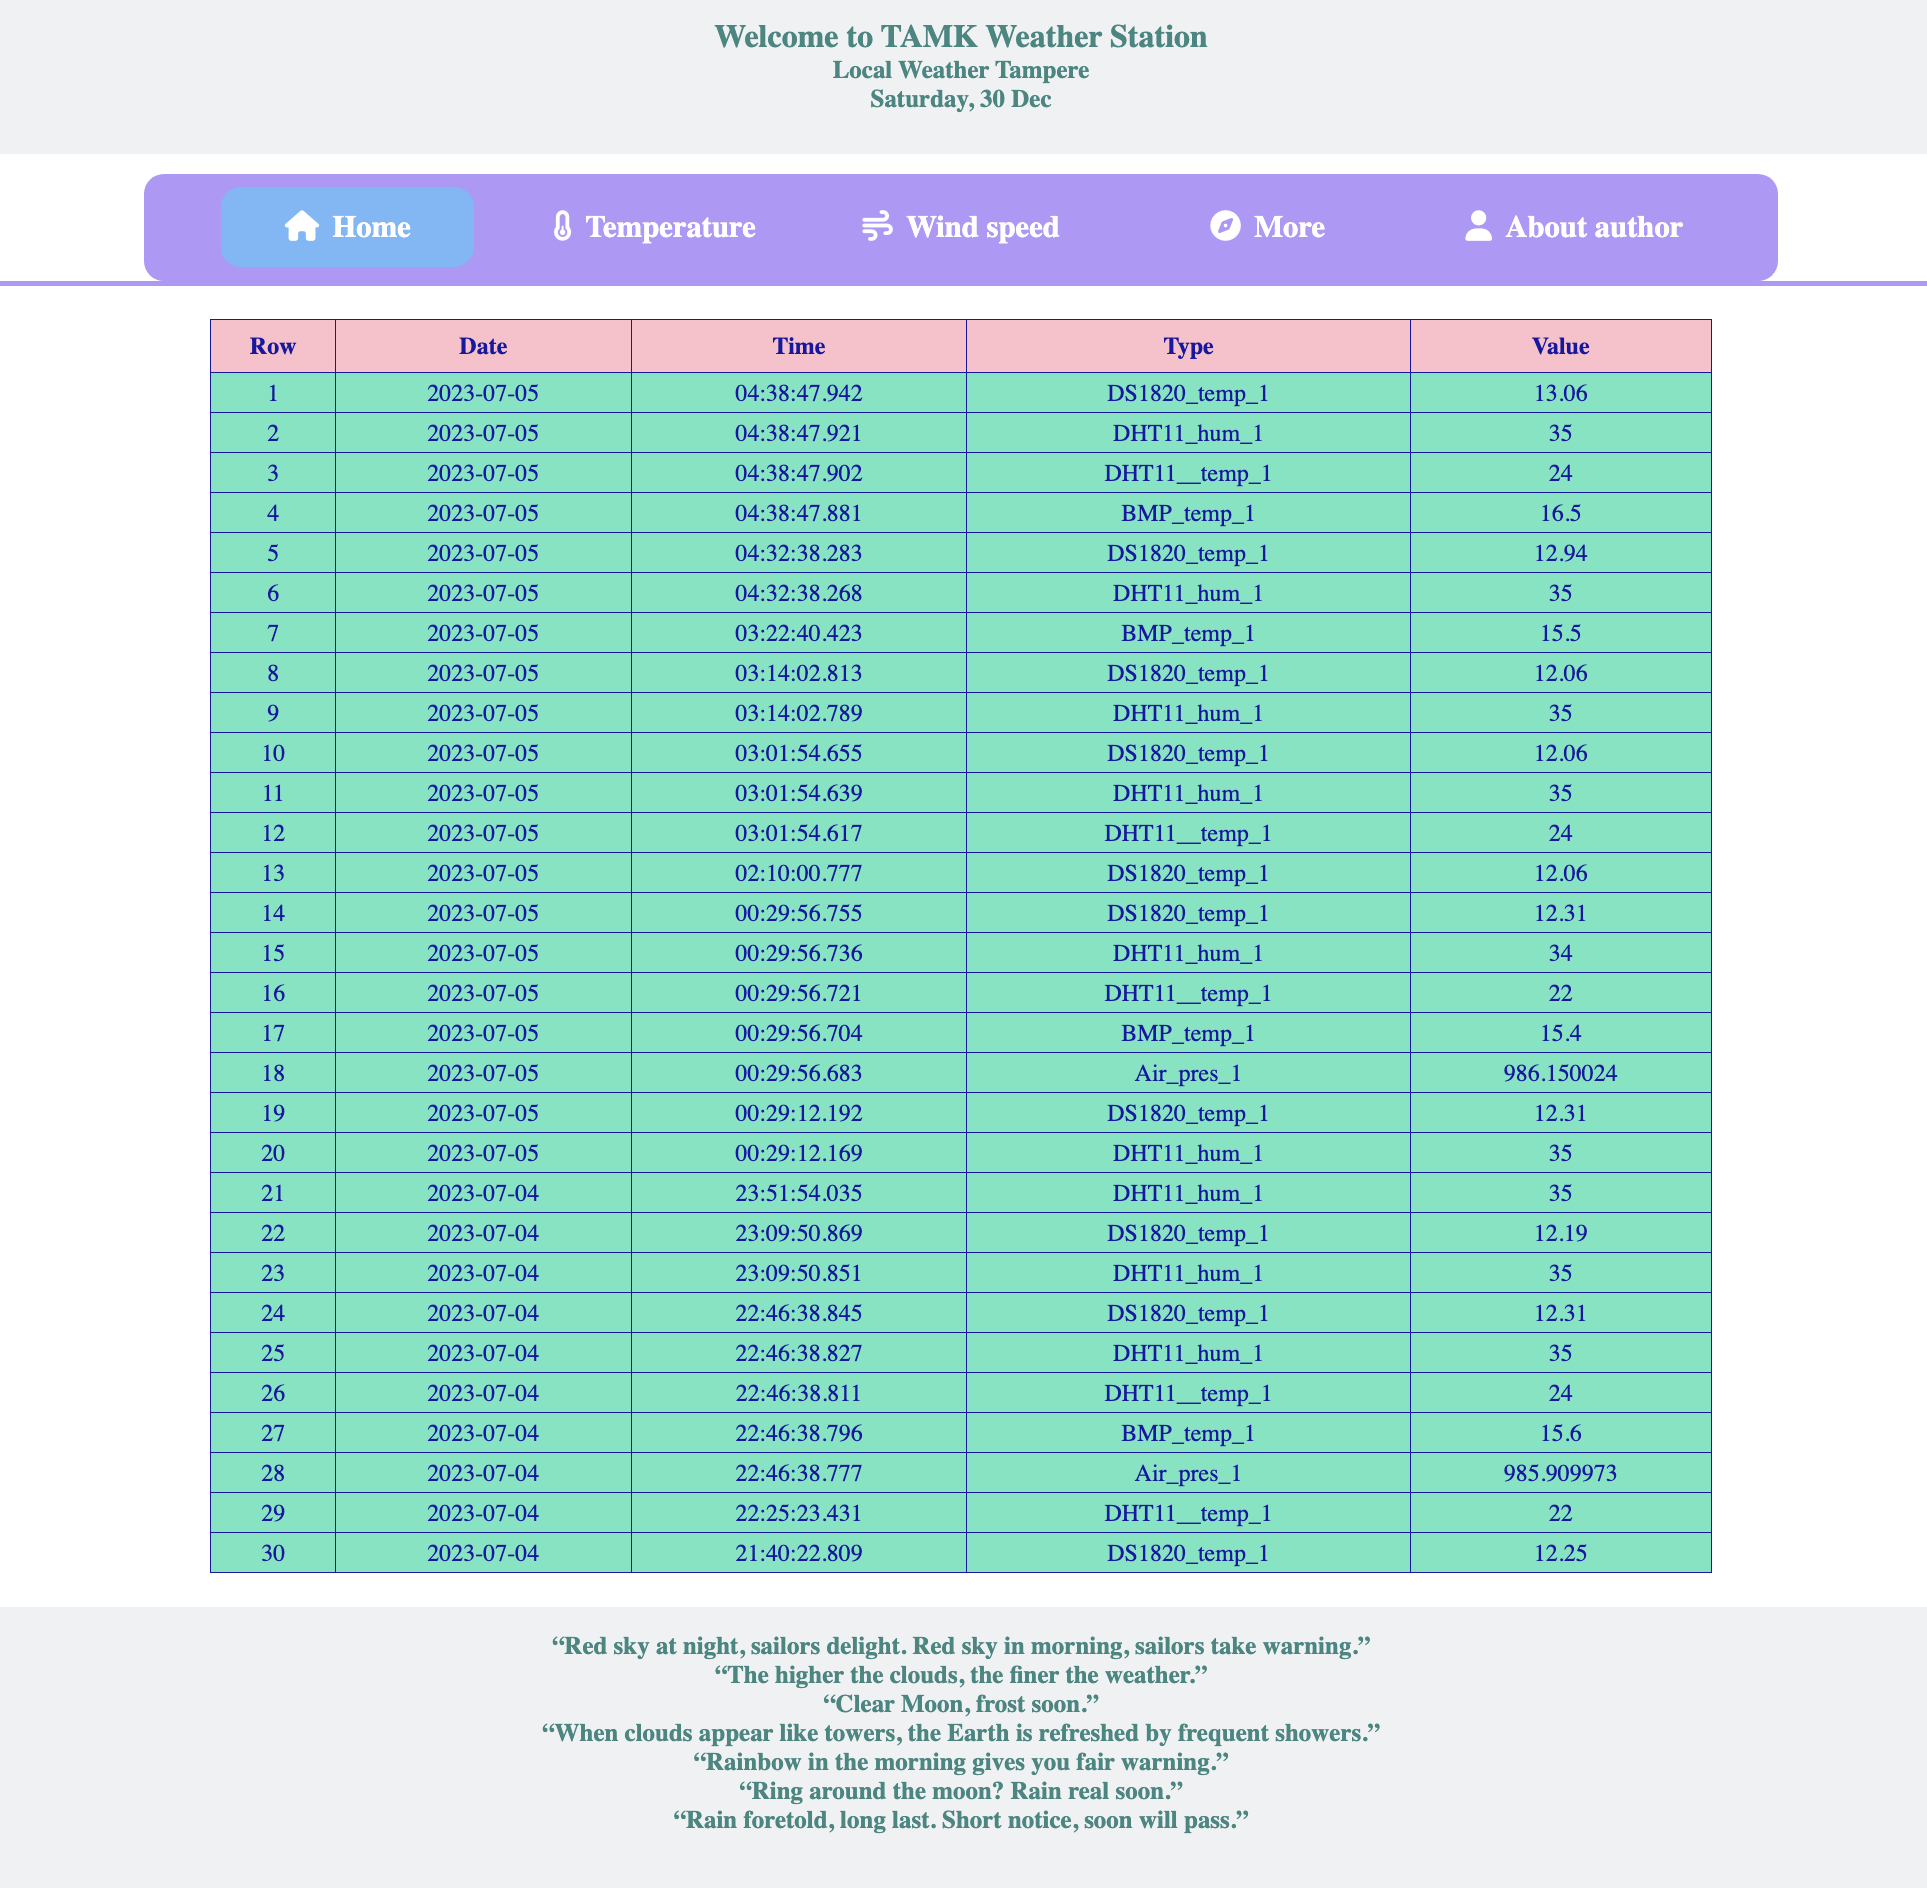 Welcome to TAMK Weather Station
Local Weather Tampere
Saturday, 30 Dec
Home Temperature Wind speed More About author
Row Date Time Type Value
1 2023-07-05 04:38:47.942 DS1820_temp_1 13.06
2 2023-07-05 04:38:47.921 DHT11_hum_1 35
3 2023-07-05 04:38:47.902 DHT11__temp_1 24
4 2023-07-05 04:38:47.881 BMP_temp_1 16.5
5 2023-07-05 04:32:38.283 DS1820_temp_1 12.94
6 2023-07-05 04:32:38.268 DHT11_hum_1 35
7 2023-07-05 03:22:40.423 BMP_temp_1 15.5
8 2023-07-05 03:14:02.813 DS1820_temp_1 12.06
9 2023-07-05 03:14:02.789 DHT11_hum_1 35
10 2023-07-05 03:01:54.655 DS1820_temp_1 12.06
11 2023-07-05 03:01:54.639 DHT11_hum_1 35
12 2023-07-05 03:01:54.617 DHT11__temp_1 24
13 2023-07-05 02:10:00.777 DS1820_temp_1 12.06
14 2023-07-05 00:29:56.755 DS1820_temp_1 12.31
15 2023-07-05 00:29:56.736 DHT11_hum_1 34
16 2023-07-05 00:29:56.721 DHT11__temp_1 22
17 2023-07-05 00:29:56.704 BMP_temp_1 15.4
18 2023-07-05 00:29:56.683 Air_pres_1 986.150024
19 2023-07-05 00:29:12.192 DS1820_temp_1 12.31
20 2023-07-05 00:29:12.169 DHT11_hum_1 35
21 2023-07-04 23:51:54.035 DHT11_hum_1 35
22 2023-07-04 23:09:50.869 DS1820_temp_1 12.19
23 2023-07-04 23:09:50.851 DHT11_hum_1 35
24 2023-07-04 22:46:38.845 DS1820_temp_1 12.31
25 2023-07-04 22:46:38.827 DHT11_hum_1 35
26 2023-07-04 22:46:38.811 DHT11__temp_1 24
27 2023-07-04 22:46:38.796 BMP_temp_1 15.6
28 2023-07-04 22:46:38.777 Air_pres_1 985.909973
29 2023-07-04 22:25:23.431 DHT11__temp_1 22
30 2023-07-04 21:40:22.809 DS1820_temp_1 12.25
“Red sky at night, sailors delight. Red sky in morning, sailors take warning.”
“The higher the clouds, the finer the weather.”
“Clear Moon, frost soon.”
“When clouds appear like towers, the Earth is refreshed by frequent showers.”
“Rainbow in the morning gives you fair warning.”
“Ring around the moon? Rain real soon.”
“Rain foretold, long last. Short notice, soon will pass.”